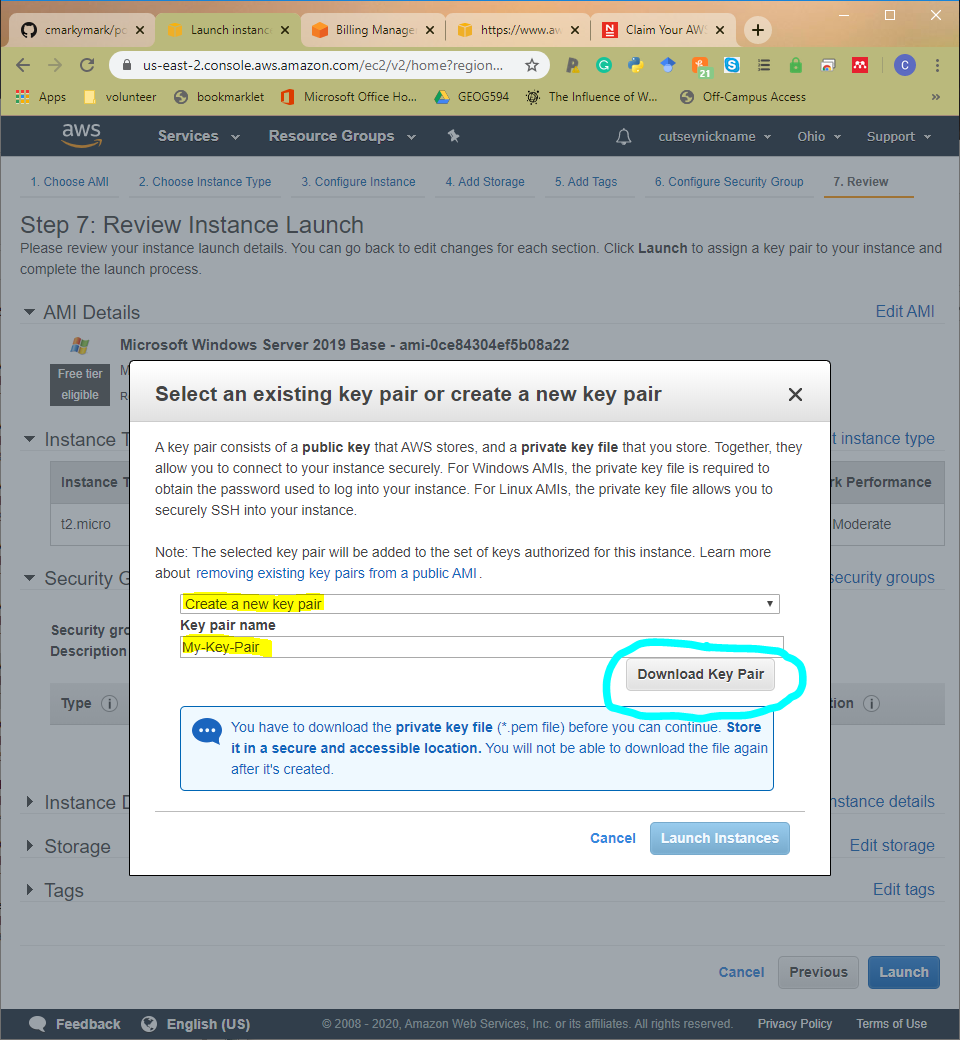 cmarkymark/po
Launch instanc
Billing Manage
https://www.aw
Claim Your AWS
us-east-2.console.aws.amazon.com/ec2/v2/home?region...
21
C
Apps
volunteer
bookmarklet
Microsoft Office Ho...
GEOG594
The Influence of W...
Off-Campus Access
»
aws
Services
Resource Groups
cutseynickname
Ohio
Support
1. Choose AMI
2. Choose Instance Type
3. Configure Instance
4. Add Storage
5. Add Tags
6. Configure Security Group
7. Review
Step 7: Review Instance Launch
Please review your instance launch details. You can go back to edit changes for each section. Click Launch to assign a key pair to your instance and
complete the launch process.
AMI Details
Edit AMI
Microsoft Windows Server 2019 Base - ami-0ce84304ef5b08a22
Free tier
eligible
Select an existing key pair or create a new key pair
A key pair consists of a public key that AWS stores, and a private key file that you store. Together, they
allow you to connect to your instance securely. For Windows AMIs, the private key file is required to
obtain the password used to log into your instance. For Linux AMIs, the private key file allows you to
securely SSH into your instance.
Note: The selected key pair will be added to the set of keys authorized for this instance. Learn more
about removing existing key pairs from a public AMI.
Create a new key pair
Key pair name
My-Key-Pair
Download Key Pair
You have to download the private key file (*.pem file) before you can continue. Store
it in a secure and accessible location. You will not be able to download the file again
after it's created.
Cancel
Launch Instances
Instance T
t instance type
Instance T
rk Performance
t2.micro
Moderate
Security G
security groups
Security gro
Description
Type
tion
Instance D
nstance details
Storage
Edit storage
Tags
Edit tags
Cancel
Previous
Launch
Feedback
English (US)
© 2008 - 2020, Amazon Web Services, Inc. or its affiliates. All rights reserved.
Privacy Policy
Terms of Use